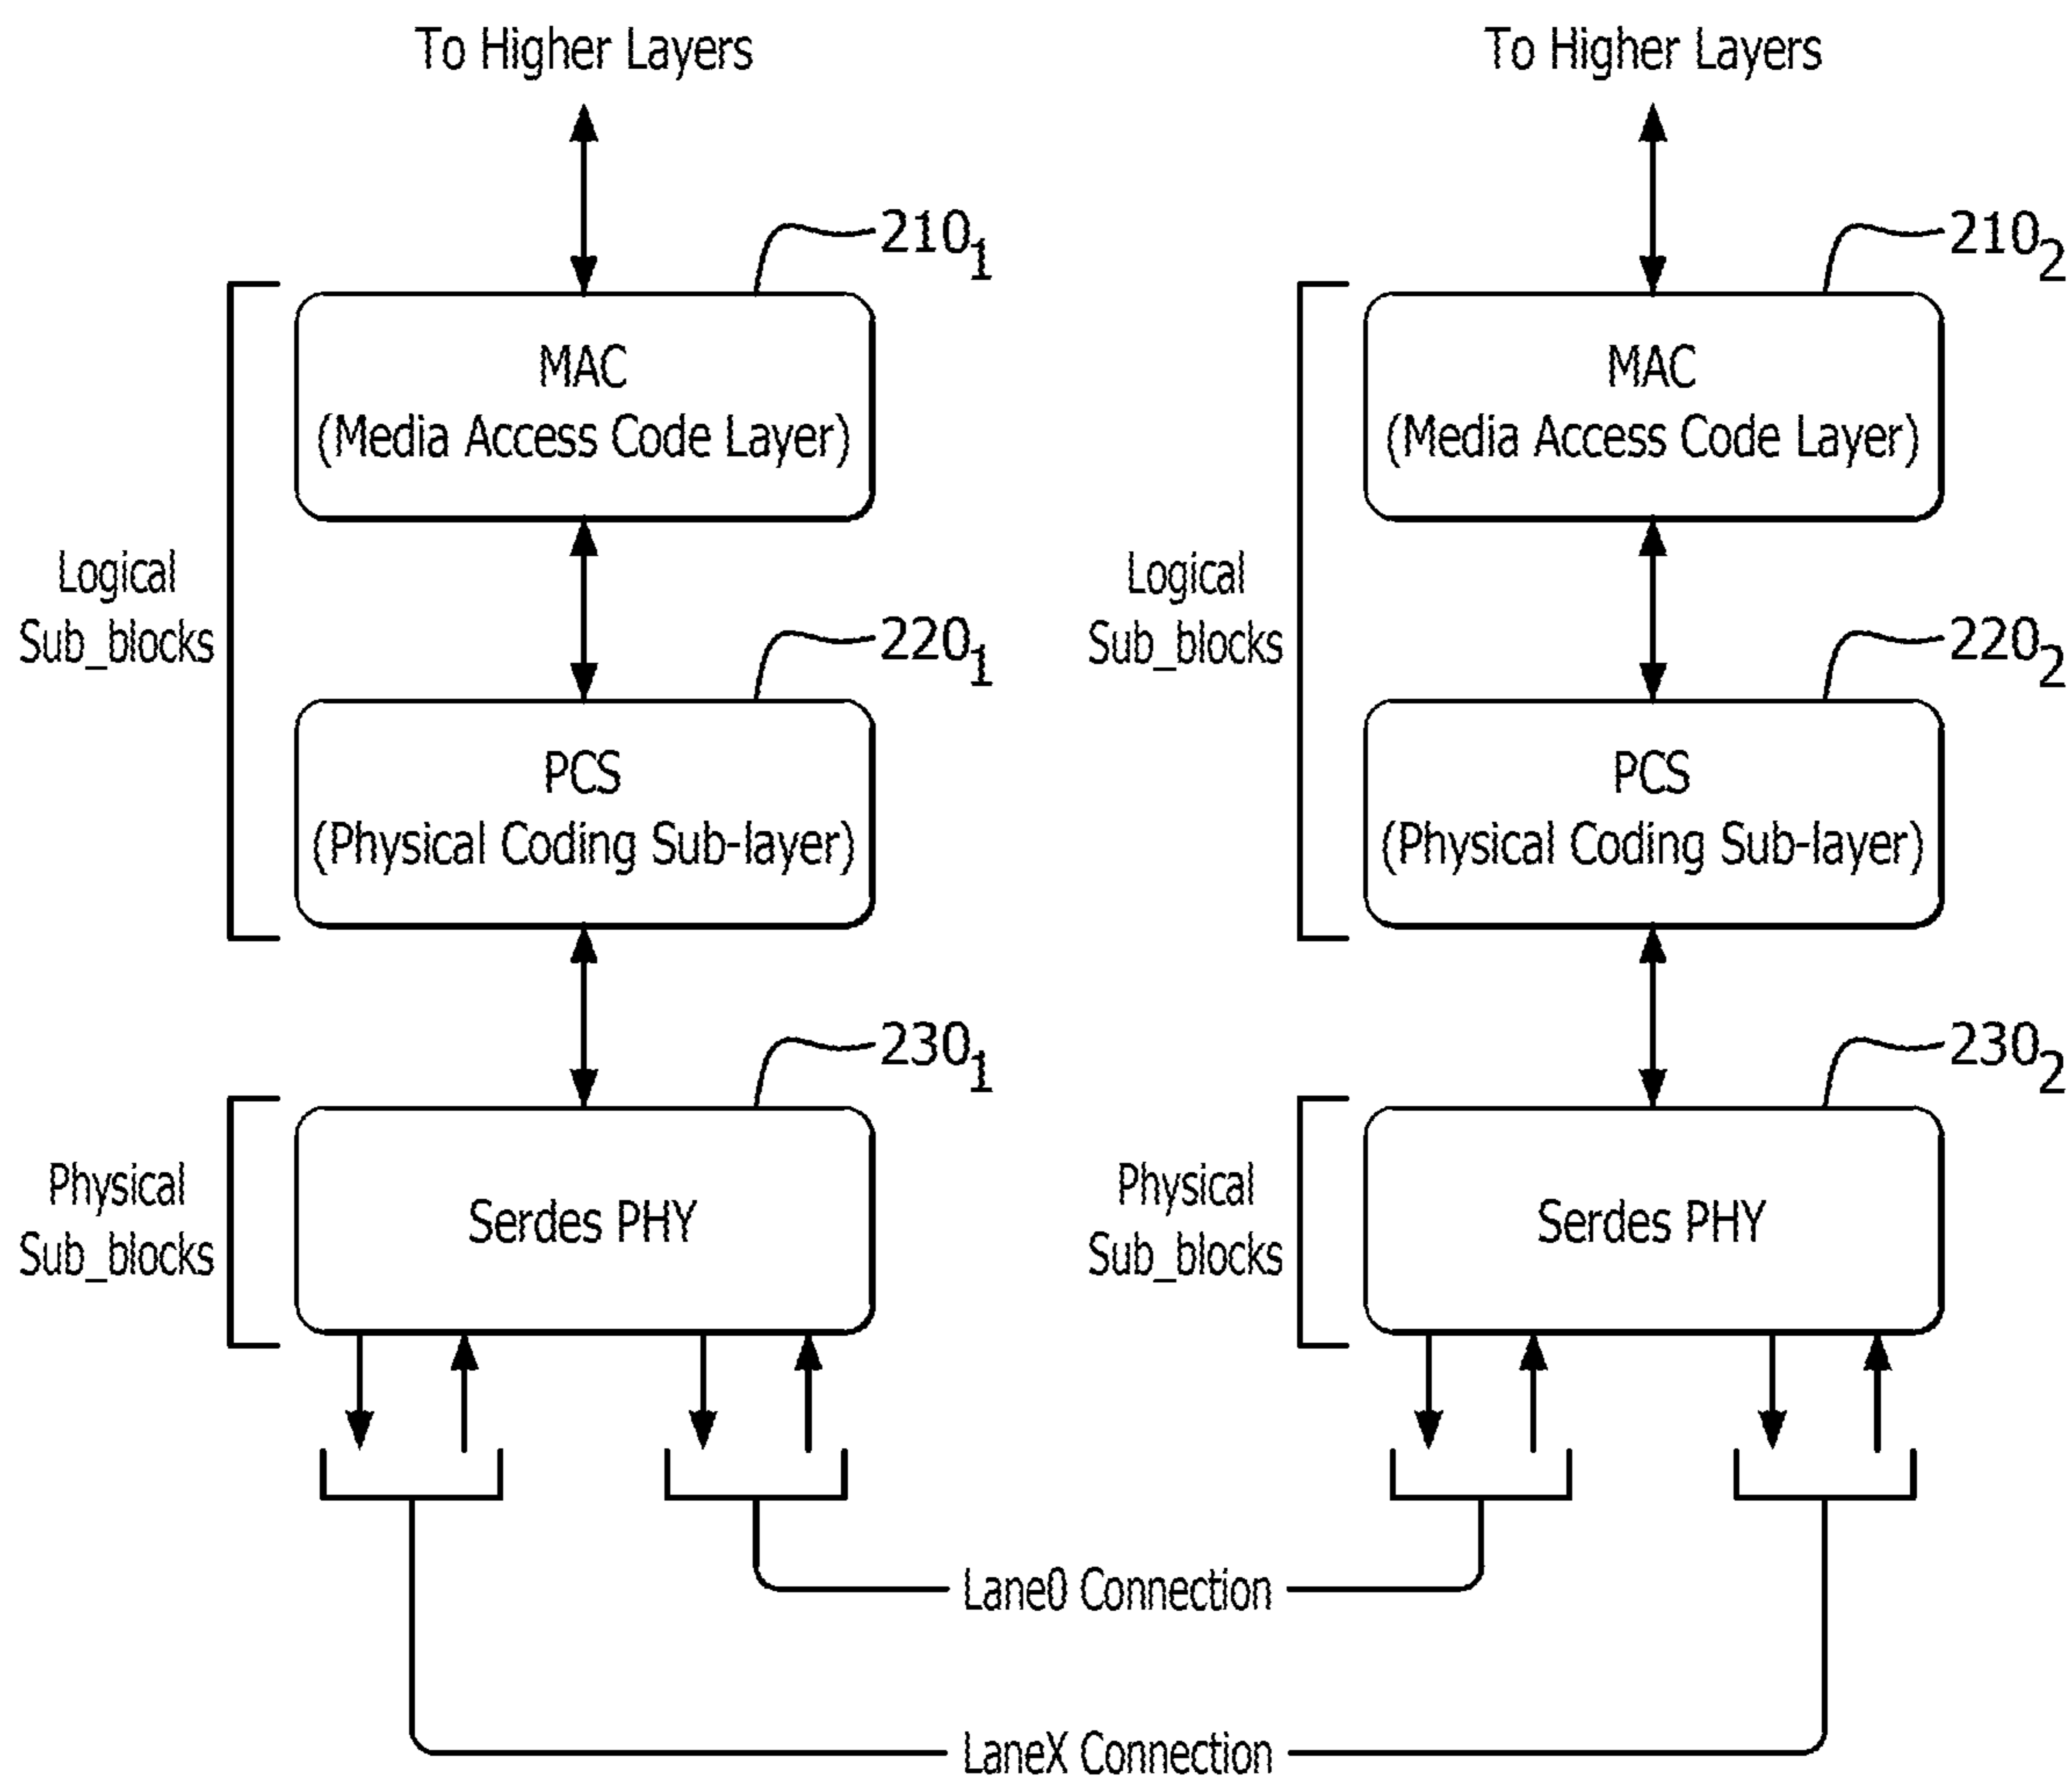 To Higher Layers
To Higher Layers
210₁
210₂
MAC
(Media Access Code Layer)
MAC
(Media Access Code Layer)
Logical
Sub_blocks
Logical
Sub_blocks
220₁
220₂
PCS
(Physical Coding Sub-layer)
PCS
(Physical Coding Sub-layer)
230₁
230₂
Physical
Sub_blocks
Serdes PHY
Physical
Sub_blocks
Serdes PHY
Lane0 Connection
LaneX Connection